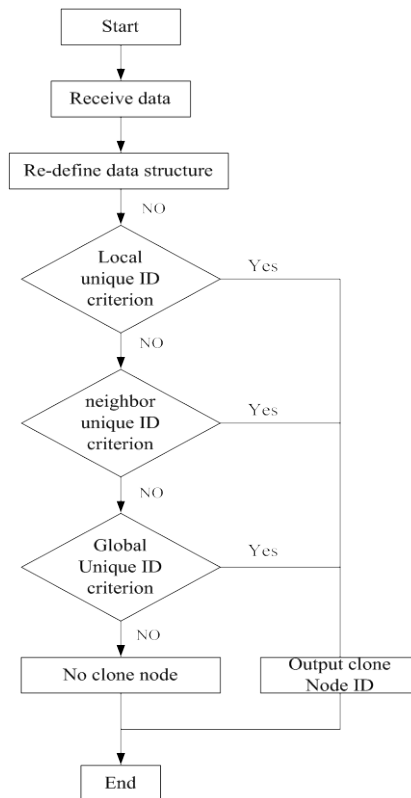 Start
Receive data
Re-define data structure
NO
Local
unique ID
criterion
Yes
NO
neighbor
unique ID
criterion
Yes
NO
Global
Unique ID
criterion
Yes
NO
No clone node
Output clone
Node ID
End